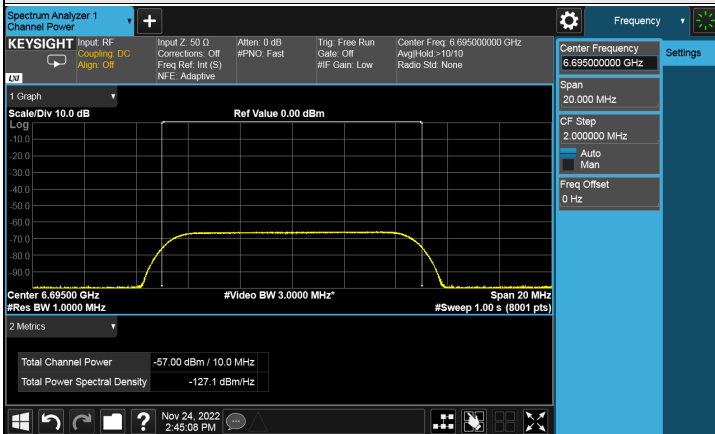 Spectrum Analyzer 1
Channel Power
Frequency
KEYSIGHT
Input: RF
Coupling: DC
Align: Off
Input Z: 50 Ω
Corrections: Off
Freq Ref: Int (S)
NFE: Adaptive
Atten: 0 dB
#PNO: Fast
Trig: Free Run
Gate: Off
#IF Gain: Low
Center Freq: 6.695000000 GHz
Avg|Hold:>10/10
Radio Std: None
LXI
Center Frequency
6.695000000 GHz
Settings
Span
20.000 MHz
CF Step
2.000000 MHz
Auto
Man
Freq Offset
0 Hz
1 Graph
Scale/Div 10.0 dB
Ref Value 0.00 dBm
Log
-10.0
-20.0
-30.0
-40.0
-50.0
-60.0
-70.0
-80.0
-90.0
Center 6.69500 GHz
#Video BW 3.0000 MHz*
Span 20 MHz
#Res BW 1.0000 MHz
#Sweep 1.00 s (8001 pts)
2 Metrics
Total Channel Power
-57.00 dBm / 10.0 MHz
Total Power Spectral Density
-127.1 dBm/Hz
?
Nov 24, 2022
2:45:08 PM